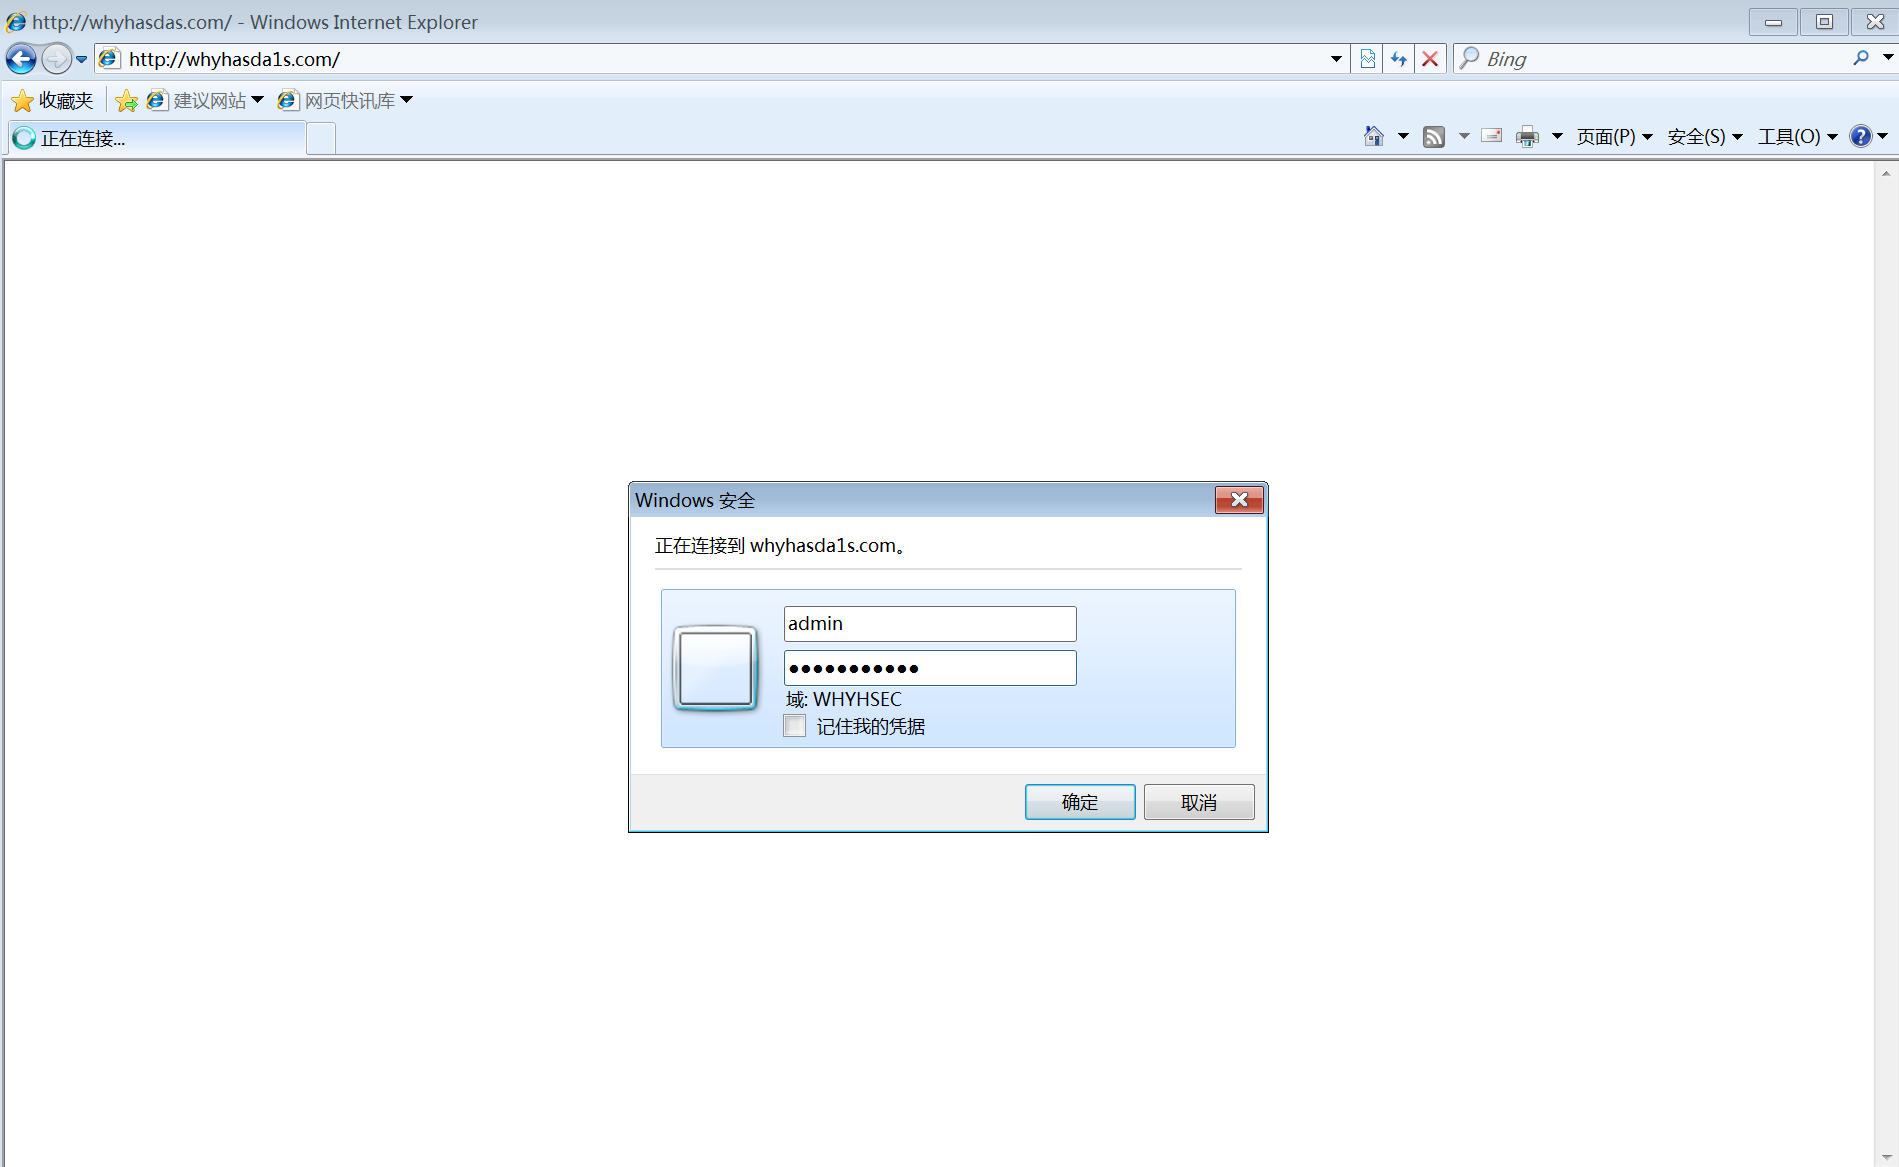 http://whyhasdas.com/ - Windows Internet Explorer
http://whyhasda1s.com/
Bing
收藏夹
建议网站
网页快讯库
正在连接...
页面(P)
安全(S)
工具(O)
Windows 安全
正在连接到 whyhasda1s.com。
admin
●●●●●●●●●●●
域: WHYHSEC
记住我的凭据
确定
取消